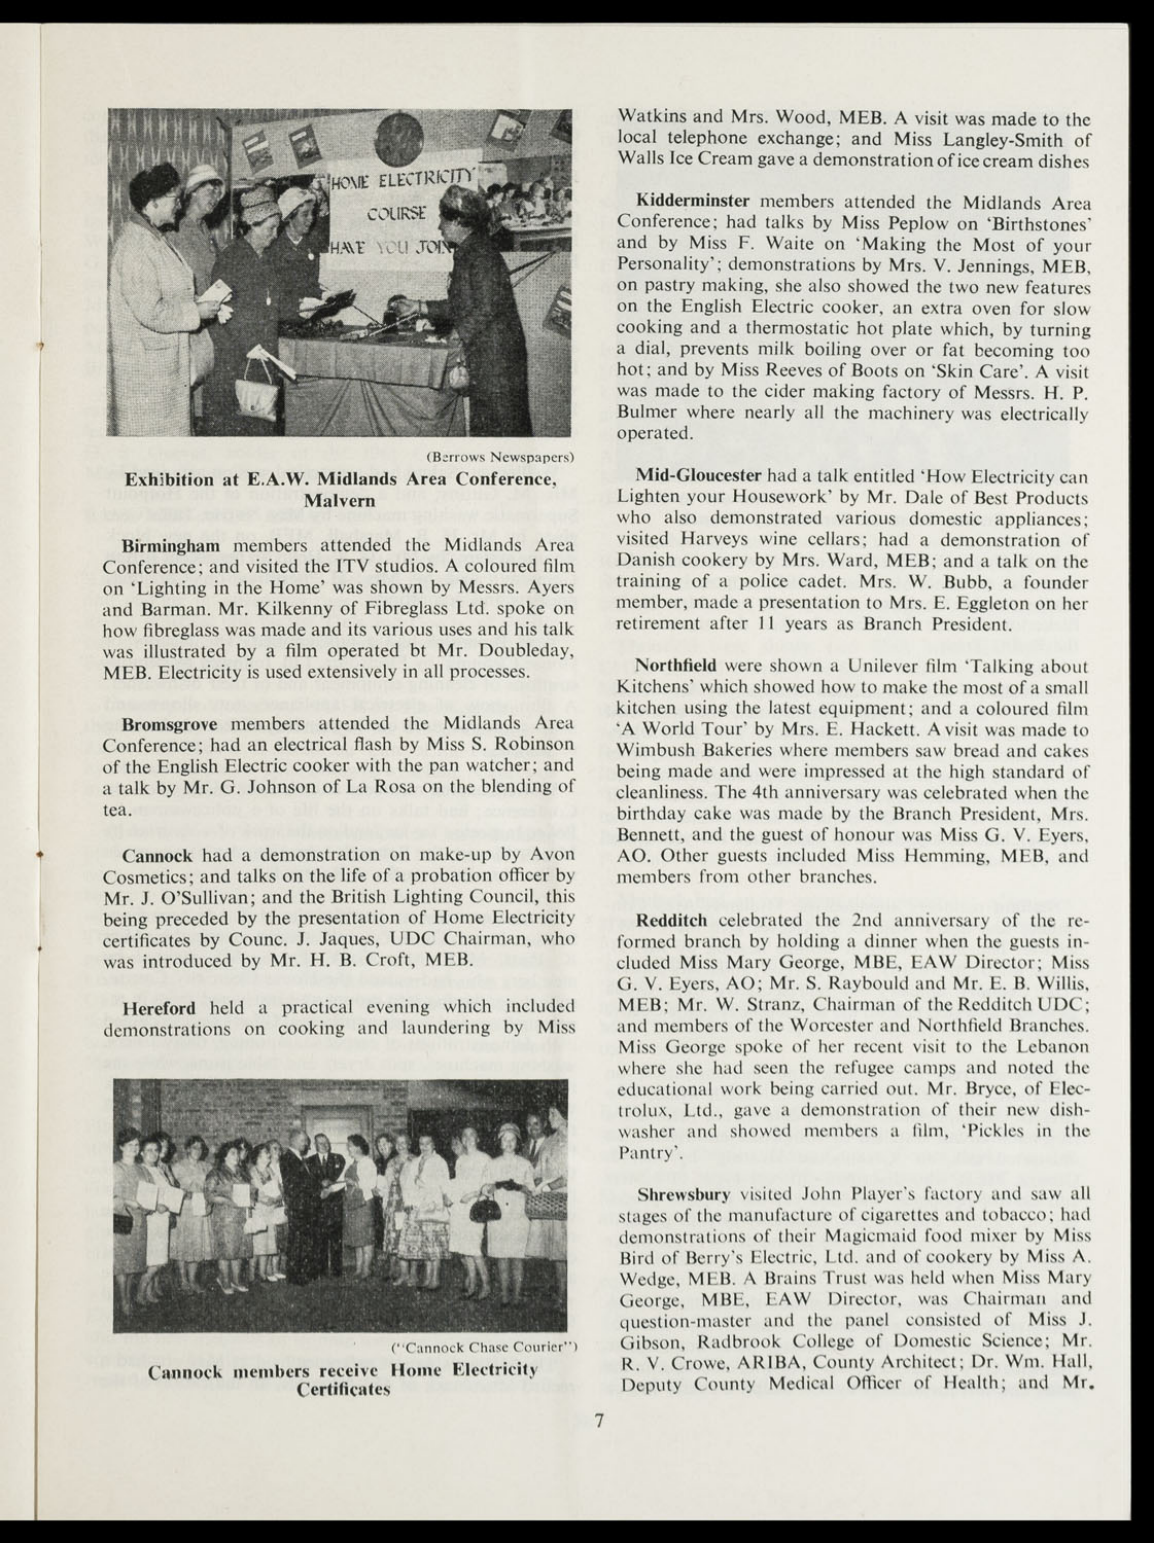 'HOME ELECTRICITY'
COURSE
HAVE YOU JOIN
(Berrows Newspapers)
Exhibition at E.A.W. Midlands Area Conference,
Malvern
Birmingham members attended the Midlands Area
Conference; and visited the ITV studios. A coloured film
on ‘Lighting in the Home’ was shown by Messrs. Ayers
and Barman. Mr. Kilkenny of Fibreglass Ltd. spoke on
how fibreglass was made and its various uses and his talk
was illustrated by a film operated bt Mr. Doubleday,
MEB. Electricity is used extensively in all processes.
Bromsgrove members attended the Midlands Area
Conference; had an electrical flash by Miss S. Robinson
of the English Electric cooker with the pan watcher; and
a talk by Mr. G. Johnson of La Rosa on the blending of
tea.
Cannock had a demonstration on make-up by Avon
Cosmetics; and talks on the life of a probation officer by
Mr. J. O'Sullivan; and the British Lighting Council, this
being preceded by the presentation of Home Electricity
certificates by Counc. J. Jaques, UDC Chairman, who
was introduced by Mr. H. B. Croft, MEB.
Hereford held a practical evening which included
demonstrations on cooking and laundering by Miss
(“Cannock Chase Courier”)
Cannock members receive Home Electricity
Certificates
Watkins and Mrs. Wood, MEB. A visit was made to the
local telephone exchange; and Miss Langley-Smith of
Walls Ice Cream gave a demonstration of ice cream dishes
Kidderminster members attended the Midlands Area
Conference; had talks by Miss Peplow on ‘Birthstones’
and by Miss F. Waite on ‘Making the Most of your
Personality’; demonstrations by Mrs. V. Jennings, MEB,
on pastry making, she also showed the two new features
on the English Electric cooker, an extra oven for slow
cooking and a thermostatic hot plate which, by turning
a dial, prevents milk boiling over or fat becoming too
hot; and by Miss Reeves of Boots on ‘Skin Care’. A visit
was made to the cider making factory of Messrs. H. P.
Bulmer where nearly all the machinery was electrically
operated.
Mid-Gloucester had a talk entitled ‘How Electricity can
Lighten your Housework’ by Mr. Dale of Best Products
who also demonstrated various domestic appliances;
visited Harveys wine cellars; had a demonstration of
Danish cookery by Mrs. Ward, MEB; and a talk on the
training of a police cadet. Mrs. W. Bubb, a founder
member, made a presentation to Mrs. E. Eggleton on her
retirement after 11 years as Branch President.
Northfield were shown a Unilever film ‘Talking about
Kitchens’ which showed how to make the most of a small
kitchen using the latest equipment; and a coloured film
‘A World Tour’ by Mrs. E. Hackett. A visit was made to
Wimbush Bakeries where members saw bread and cakes
being made and were impressed at the high standard of
cleanliness. The 4th anniversary was celebrated when the
birthday cake was made by the Branch President, Mrs.
Bennett, and the guest of honour was Miss G. V. Eyers,
AO. Other guests included Miss Hemming, MEB, and
members from other branches.
Redditch celebrated the 2nd anniversary of the re-
formed branch by holding a dinner when the guests in-
cluded Miss Mary George, MBE, EAW Director; Miss
G. V. Eyers, AO; Mr. S. Raybould and Mr. E. B. Willis,
MEB; Mr. W. Stranz, Chairman of the Redditch UDC;
and members of the Worcester and Northfield Branches.
Miss George spoke of her recent visit to the Lebanon
where she had seen the refugee camps and noted the
educational work being carried out. Mr. Bryce, of Elec-
trolux, Ltd., gave a demonstration of their new dish-
washer and showed members a film, ‘Pickles in the
Pantry’.
Shrewsbury visited John Player's factory and saw all
stages of the manufacture of cigarettes and tobacco; had
demonstrations of their Magicmaid food mixer by Miss
Bird of Berry's Electric, Ltd. and of cookery by Miss A.
Wedge, MEB. A Brains Trust was held when Miss Mary
George, MBE, EAW Director, was Chairman and
question-master and the panel consisted of Miss J.
Gibson, Radbrook College of Domestic Science; Mr.
R. V. Crowe, ARIBA, County Architect; Dr. Wm. Hall,
Deputy County Medical Officer of Health; and Mr.
7